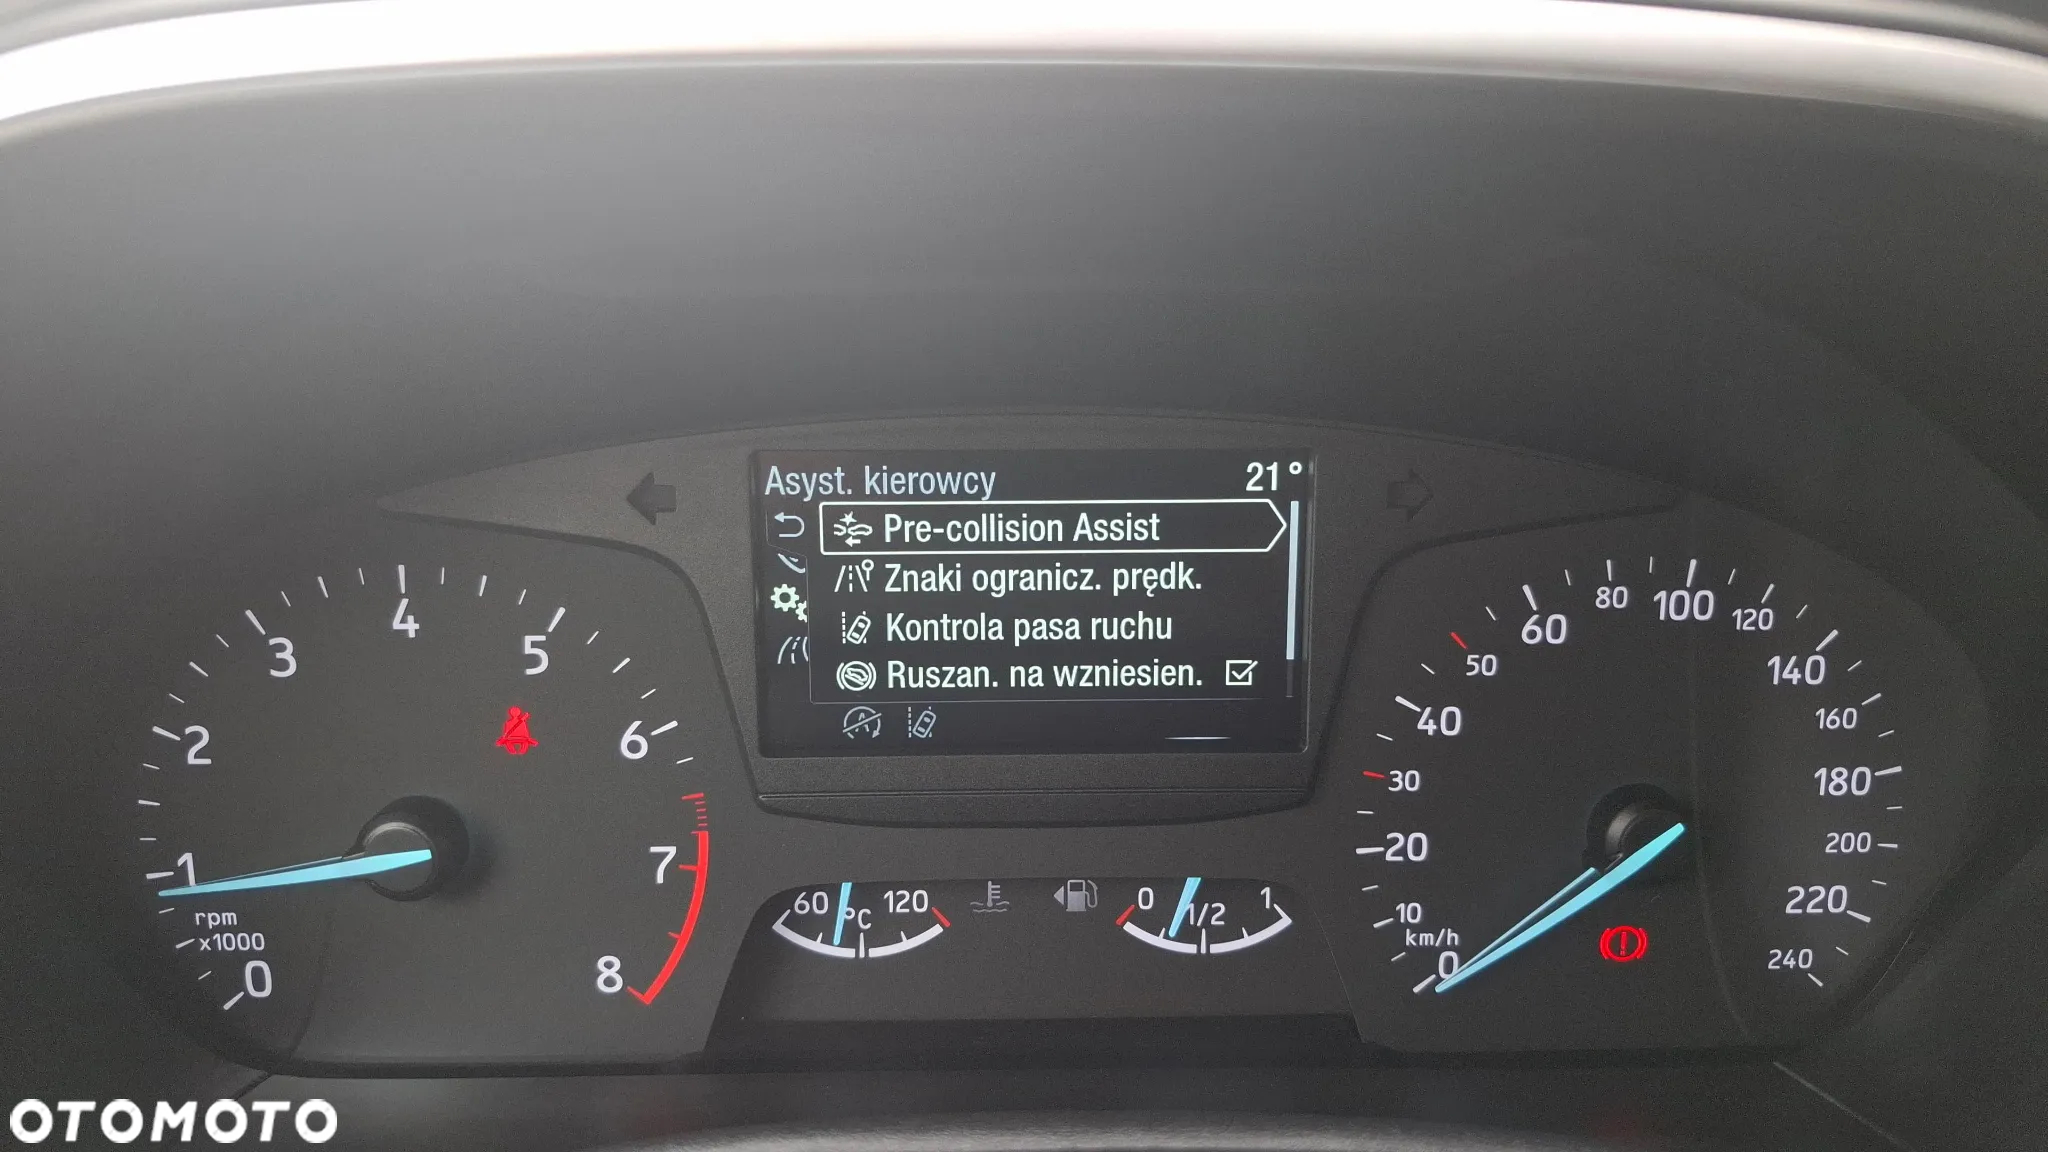 Asyst. kierowcy 21°
Pre-collision Assist
Znaki ogranicz. prędk.
Kontrola pasa ruchu
Ruszan. na wzniesien.
0
1
2
3
4
5
6
7
8
rpm
x1000
60 °C 120
0 1/2 1
0
10
20
30
40
50
60
80
100
120
140
160
180
200
220
240
km/h
OTOMOTO